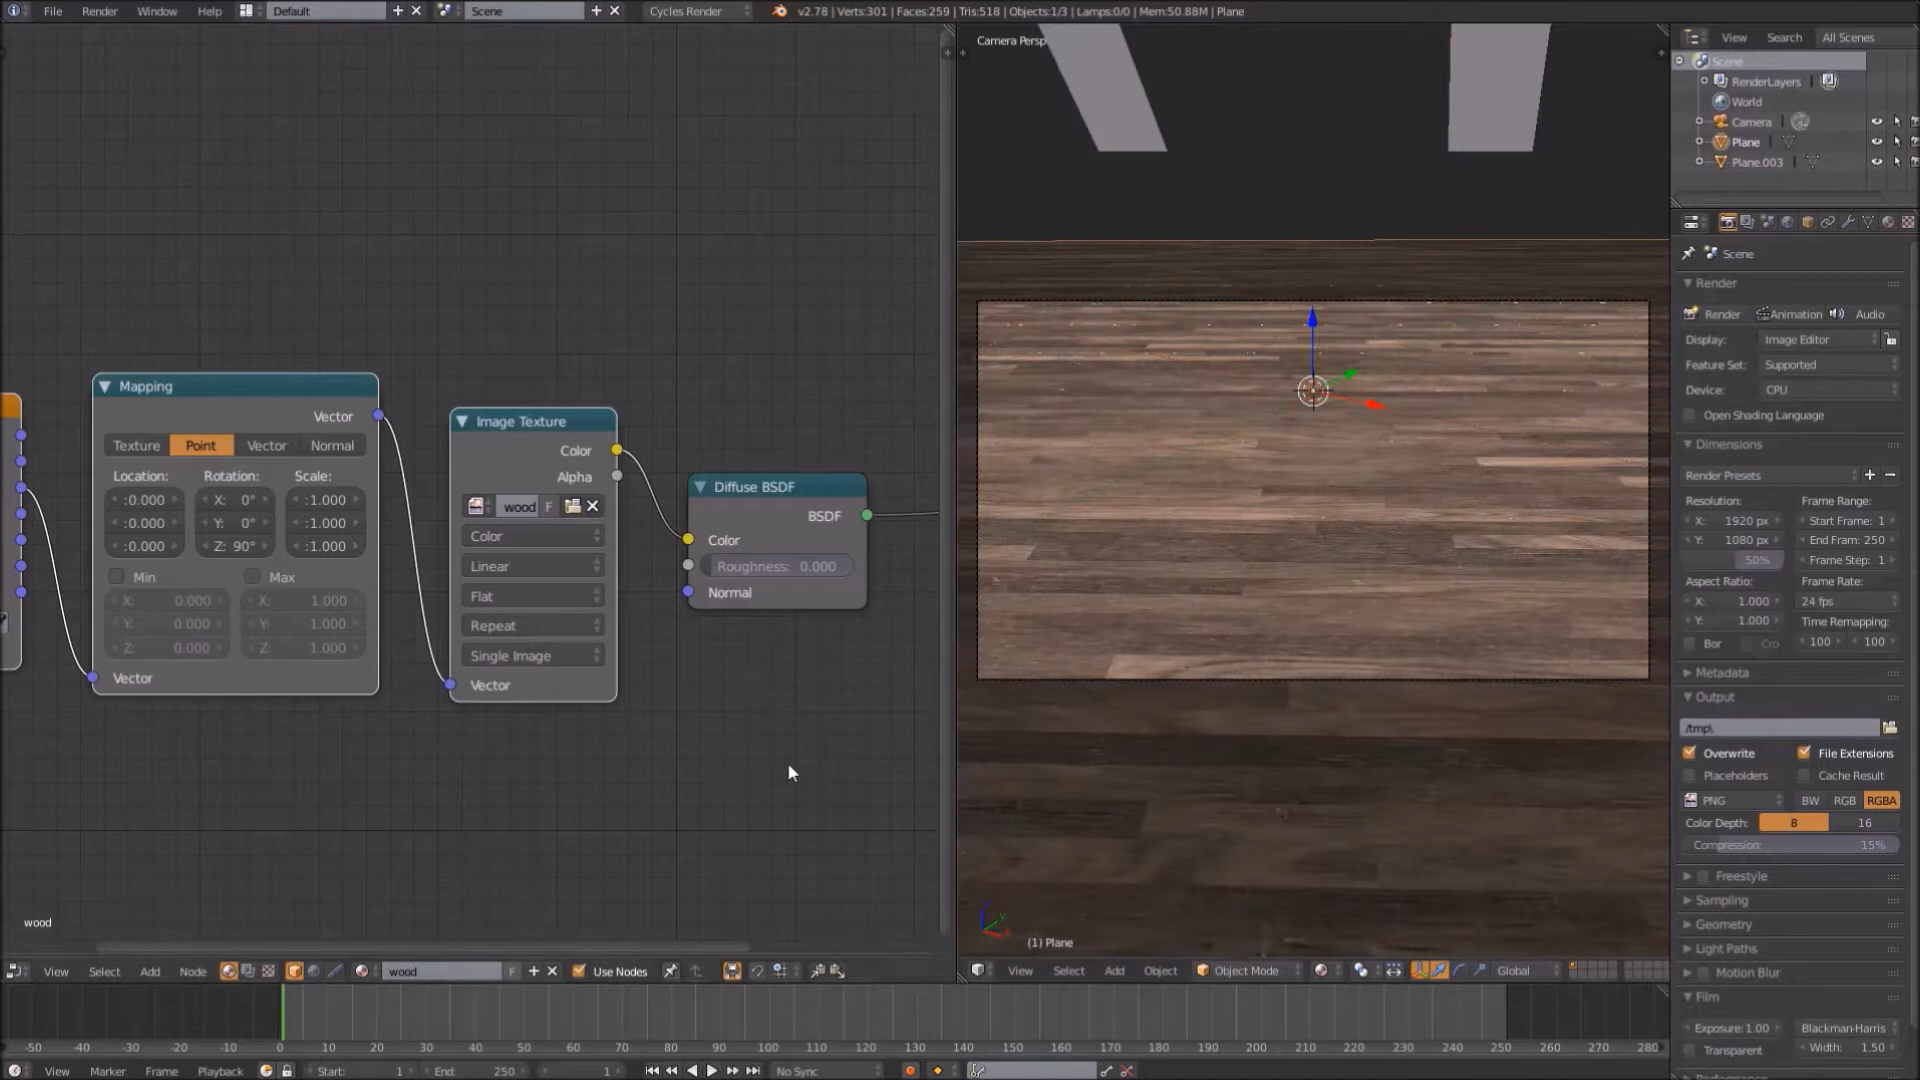 File Render Window Help Default Scene Cycles Render v2.78 | Verts:301 | Faces:259 | Tris:518 | Objects:1/3 | Lamps:0/0 | Mem:50.88M | Plane
Mapping
Vector
Texture Point Vector Normal
Location: Rotation: Scale:
:0.000 X: 0° :1.000
:0.000 Y: 0° :1.000
:0.000 Z: 90° :1.000
Min Max
X: 0.000 X: 1.000
Y: 0.000 Y: 1.000
Z: 0.000 Z: 1.000
Vector
Image Texture
Color
Alpha
wood F
Color
Linear
Flat
Repeat
Single Image
Vector
Diffuse BSDF
BSDF
Color
Roughness: 0.000
Normal
wood
View Select Add Node wood F Use Nodes
Camera Persp
(1) Plane
View Select Add Object Object Mode Global
View Search All Scenes
Scene
RenderLayers
World
Camera
Plane
Plane.003
Scene
Render
Render Animation Audio
Display: Image Editor
Feature Set: Supported
Device: CPU
Open Shading Language
Dimensions
Render Presets
Resolution: Frame Range:
X: 1920 px Start Frame: 1
Y: 1080 px End Fram: 250
50% Frame Step: 1
Aspect Ratio: Frame Rate:
X: 1.000 24 fps
Y: 1.000 Time Remapping:
Bor Cro 100 100
Metadata
Output
/tmp\
Overwrite File Extensions
Placeholders Cache Result
PNG BW RGB RGBA
Color Depth: 8 16
Compression: 15%
Freestyle
Sampling
Geometry
Light Paths
Motion Blur
Film
Exposure: 1.00 Blackman-Harris
Transparent Width: 1.50
-50 -40 -30 -20 -10 0 10 20 30 40 50 60 70 80 90 100 110 120 130 140 150 160 170 180 190 200 210 220 230 240 250 260 270 280
View Marker Frame Playback Start: 1 End: 250 1 No Sync